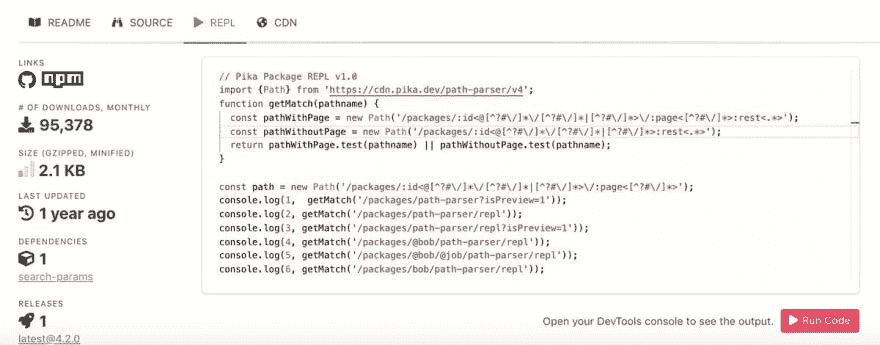 README SOURCE REPL CDN
LINKS
npm
# OF DOWNLOADS, MONTHLY
95,378
SIZE (GZIPPED, MINIFIED)
2.1 KB
LAST UPDATED
1 year ago
DEPENDENCIES
1
search-params
RELEASES
1
latest@4.2.0
// Pika Package REPL v1.0
import {Path} from 'https://cdn.pika.dev/path-parser/v4';
function getMatch(pathname) {
const pathWithPage = new Path('/packages/:id<@[^?#\/]*\/[^?#\/]*|[^?#\/]*>\/:page<[^?#\/]*>:rest<.*>');
const pathWithoutPage = new Path('/packages/:id<@[^?#\/]*\/[^?#\/]*|[^?#\/]*>:rest<.*>');
return pathWithPage.test(pathname) || pathWithoutPage.test(pathname);
}
const path = new Path('/packages/:id<@[^?#\/]*\/[^?#\/]*|[^?#\/]*>\/:page<[^?#\/]*>');
console.log(1, getMatch('/packages/path-parser?isPreview=1'));
console.log(2, getMatch('/packages/path-parser/repl'));
console.log(3, getMatch('/packages/path-parser/repl?isPreview=1'));
console.log(4, getMatch('/packages/@bob/path-parser/repl'));
console.log(5, getMatch('/packages/@bob/@job/path-parser/repl'));
console.log(6, getMatch('/packages/bob/path-parser/repl'));
Open your DevTools console to see the output. Run Code